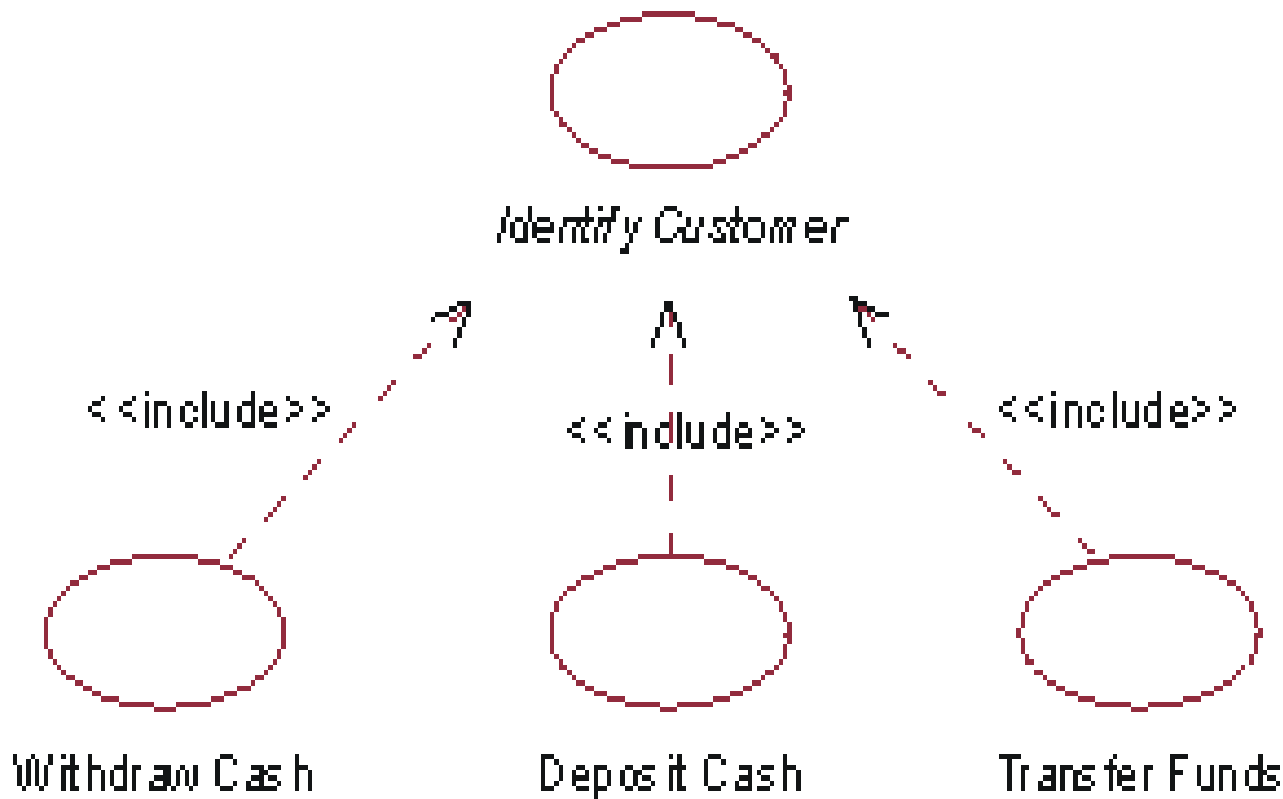 Identify Customer
< <include>>
<<include>>
<<include>>
Withdraw Cash
Deposit Cash
Transfer Funds